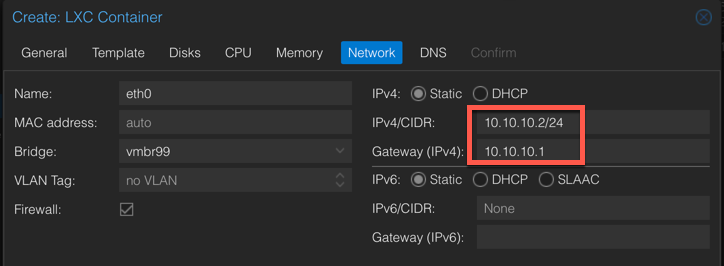 Create: LXC Container
General Template Disks CPU Memory Network DNS Confirm
Name: eth0 IPv4: Static DHCP
MAC address: auto IPv4/CIDR: 10.10.10.2/24
Bridge: vmbr99 Gateway (IPv4): 10.10.10.1
VLAN Tag: no VLAN IPv6: Static DHCP SLAAC
Firewall: IPv6/CIDR: None
Gateway (IPv6):